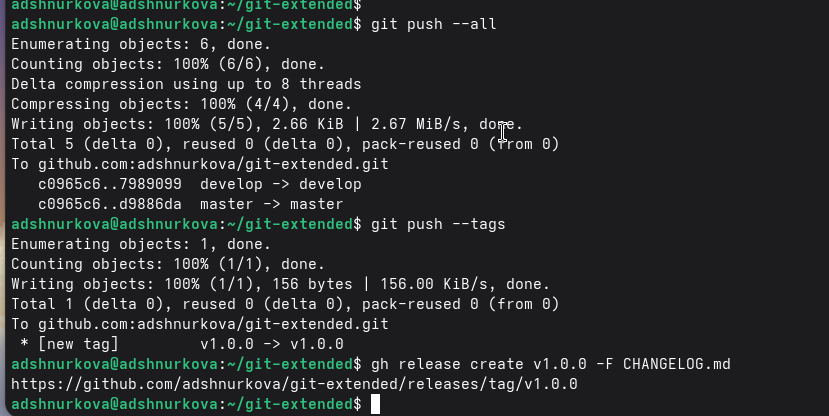 adshnurkova@adshnurkova:~/git-extended$
adshnurkova@adshnurkova:~/git-extended$ git push --all
Enumerating objects: 6, done.
Counting objects: 100% (6/6), done.
Delta compression using up to 8 threads
Compressing objects: 100% (4/4), done.
Writing objects: 100% (5/5), 2.66 KiB | 2.67 MiB/s, done.
Total 5 (delta 0), reused 0 (delta 0), pack-reused 0 (from 0)
To github.com:adshnurkova/git-extended.git
   c0965c6..7989099  develop -> develop
   c0965c6..d9886da  master -> master
adshnurkova@adshnurkova:~/git-extended$ git push --tags
Enumerating objects: 1, done.
Counting objects: 100% (1/1), done.
Writing objects: 100% (1/1), 156 bytes | 156.00 KiB/s, done.
Total 1 (delta 0), reused 0 (delta 0), pack-reused 0 (from 0)
To github.com:adshnurkova/git-extended.git
 * [new tag]         v1.0.0 -> v1.0.0
adshnurkova@adshnurkova:~/git-extended$ gh release create v1.0.0 -F CHANGELOG.md
https://github.com/adshnurkova/git-extended/releases/tag/v1.0.0
adshnurkova@adshnurkova:~/git-extended$